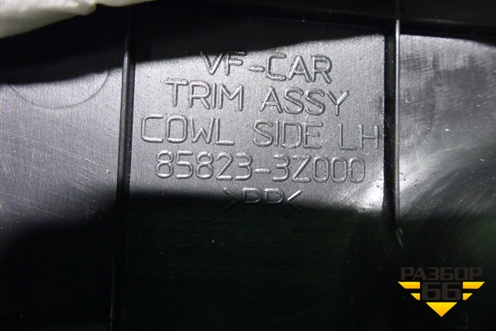 VF-CAR
TRIM ASSY
COWL SIDE LH
85823-3Z000
>PP<
РАЗБОР
66